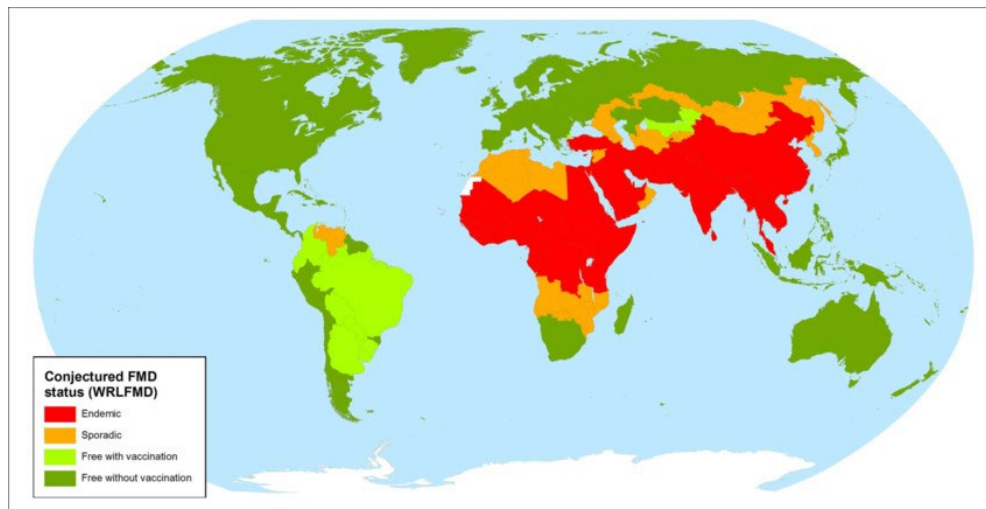 Conjectured FMD
status (WRLFMD)
Endemic
Sporadic
Free with vaccination
Free without vaccination